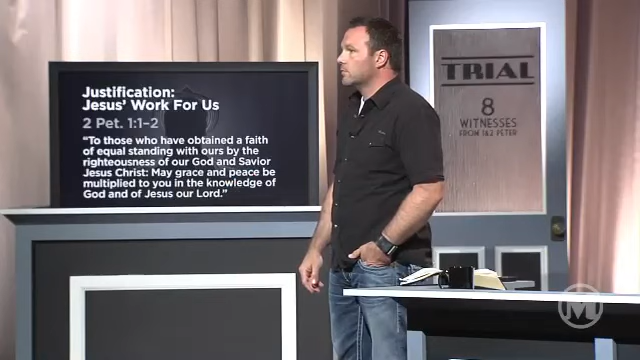 Justification:
Jesus' Work For Us
2 Pet. 1:1–2
“To those who have obtained a faith
of equal standing with ours by the
righteousness of our God and Savior
Jesus Christ: May grace and peace be
multiplied to you in the knowledge of
God and of Jesus our Lord.”
TRIAL
8
WITNESSES
FROM 1&2 PETER
M